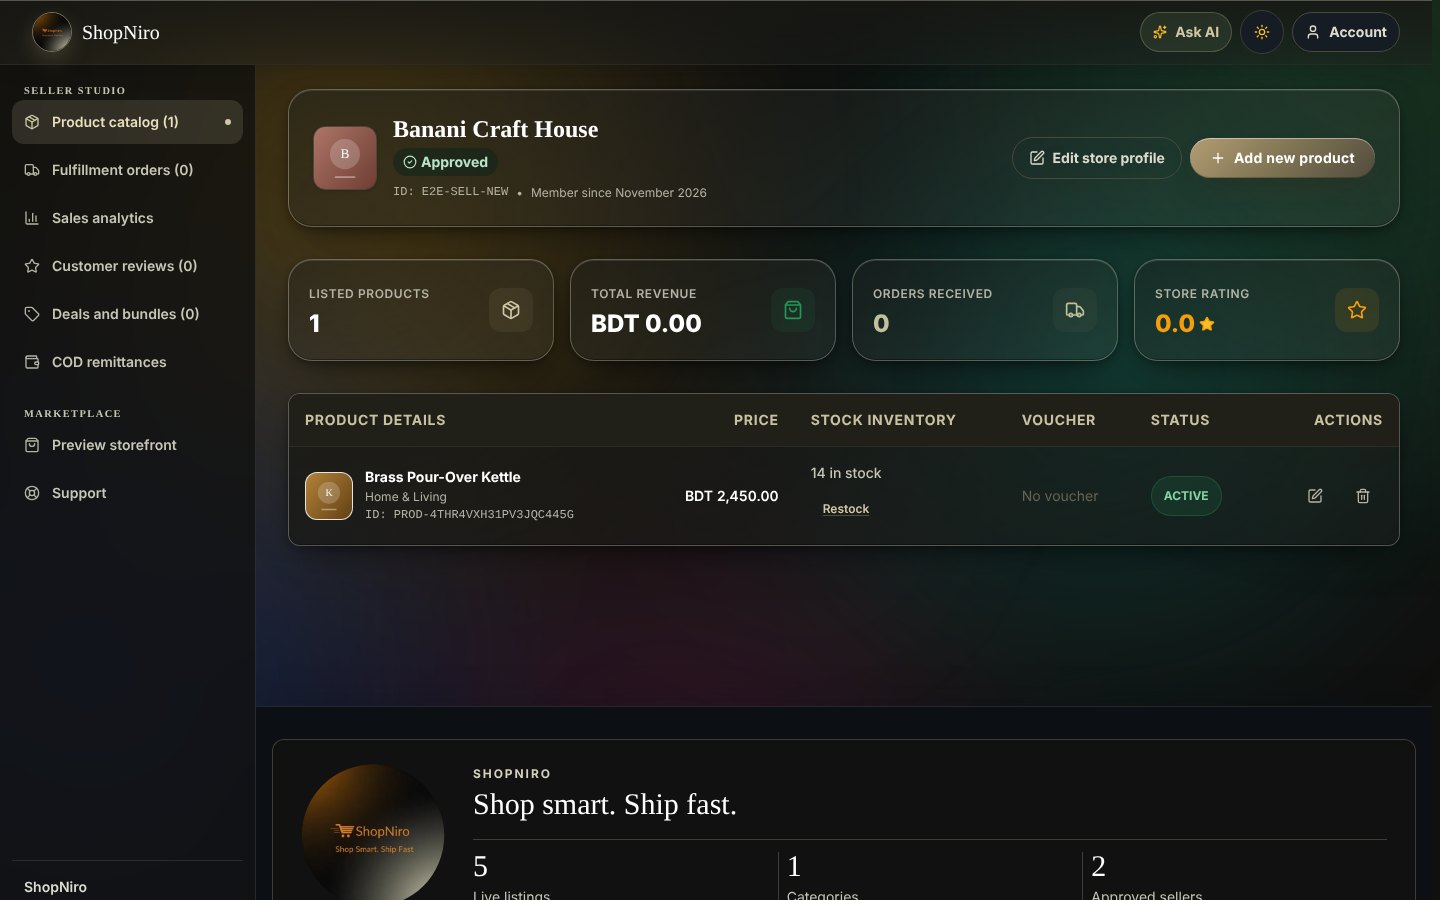 ShopNiro
Ask AI
Account
SELLER STUDIO
Product catalog (1)
Fulfillment orders (0)
Sales analytics
Customer reviews (0)
Deals and bundles (0)
COD remittances
MARKETPLACE
Preview storefront
Support
ShopNiro
B
Banani Craft House
Approved
ID: E2E-SELL-NEW • Member since November 2026
Edit store profile
Add new product
LISTED PRODUCTS
1
TOTAL REVENUE
BDT 0.00
ORDERS RECEIVED
0
STORE RATING
0.0
PRODUCT DETAILS PRICE STOCK INVENTORY VOUCHER STATUS ACTIONS
K
Brass Pour-Over Kettle
Home & Living
ID: PROD-4THR4VXH31PV3JQC445G
BDT 2,450.00
14 in stock
Restock
No voucher
ACTIVE
ShopNiro
Shop Smart. Ship Fast
SHOPNIRO
Shop smart. Ship fast.
5
Live listings
1
Categories
2
Approved sellers